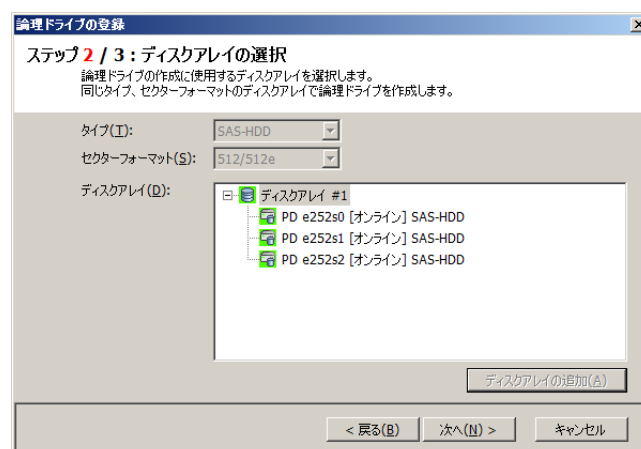 論理ドライブの登録
ステップ 2 / 3 : ディスクアレイの選択
論理ドライブの作成に使用するディスクアレイを選択します。
同じタイプ、セクターフォーマットのディスクアレイで論理ドライブを作成します。
タイプ(T): SAS-HDD
セクターフォーマット(S): 512/512e
ディスクアレイ(D): ディスクアレイ #1
PD e252s0 [オンライン] SAS-HDD
PD e252s1 [オンライン] SAS-HDD
PD e252s2 [オンライン] SAS-HDD
ディスクアレイの追加(A)
< 戻る(B) 次へ(N) > キャンセル